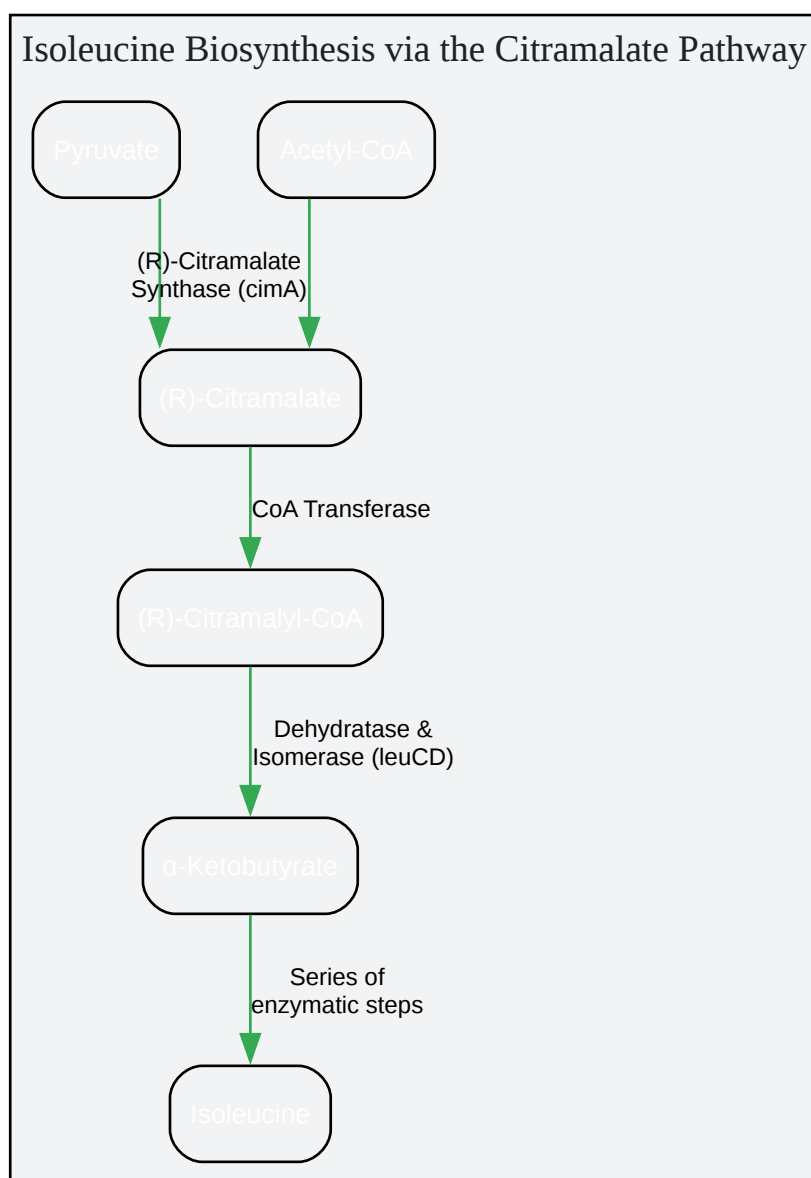 Isoleucine Biosynthesis via the Citramalate Pathway
Pyruvate
Acetyl-CoA
(R)-Citramalate
Synthase (cimA)
(R)-Citramalate
CoA Transferase
(R)-Citramalyl-CoA
Dehydratase &
Isomerase (leuCD)
α-Ketobutyrate
Series of
enzymatic steps
Isoleucine